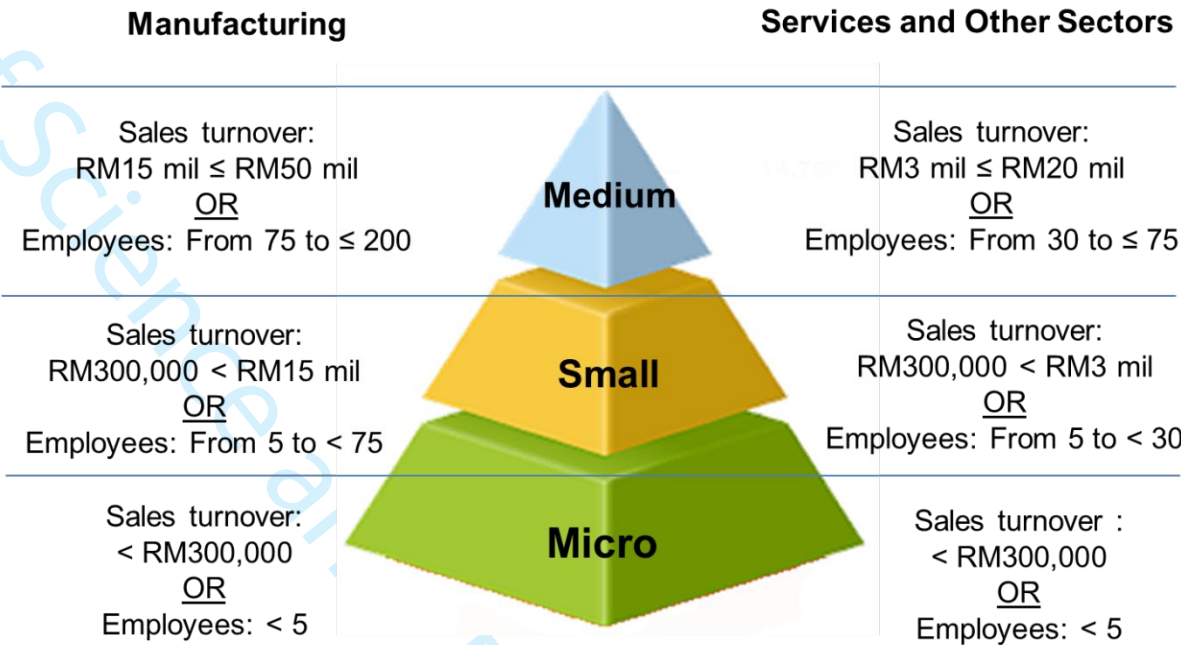 Manufacturing
Services and Other Sectors
Sales turnover:
RM15 mil ≤ RM50 mil
OR
Employees: From 75 to ≤ 200
Medium
Sales turnover:
RM3 mil ≤ RM20 mil
OR
Employees: From 30 to ≤ 75
Sales turnover:
RM300,000 < RM15 mil
OR
Employees: From 5 to < 75
Small
Sales turnover:
RM300,000 < RM3 mil
OR
Employees: From 5 to < 30
Sales turnover:
< RM300,000
OR
Employees: < 5
Micro
Sales turnover :
< RM300,000
OR
Employees: < 5
f Science a